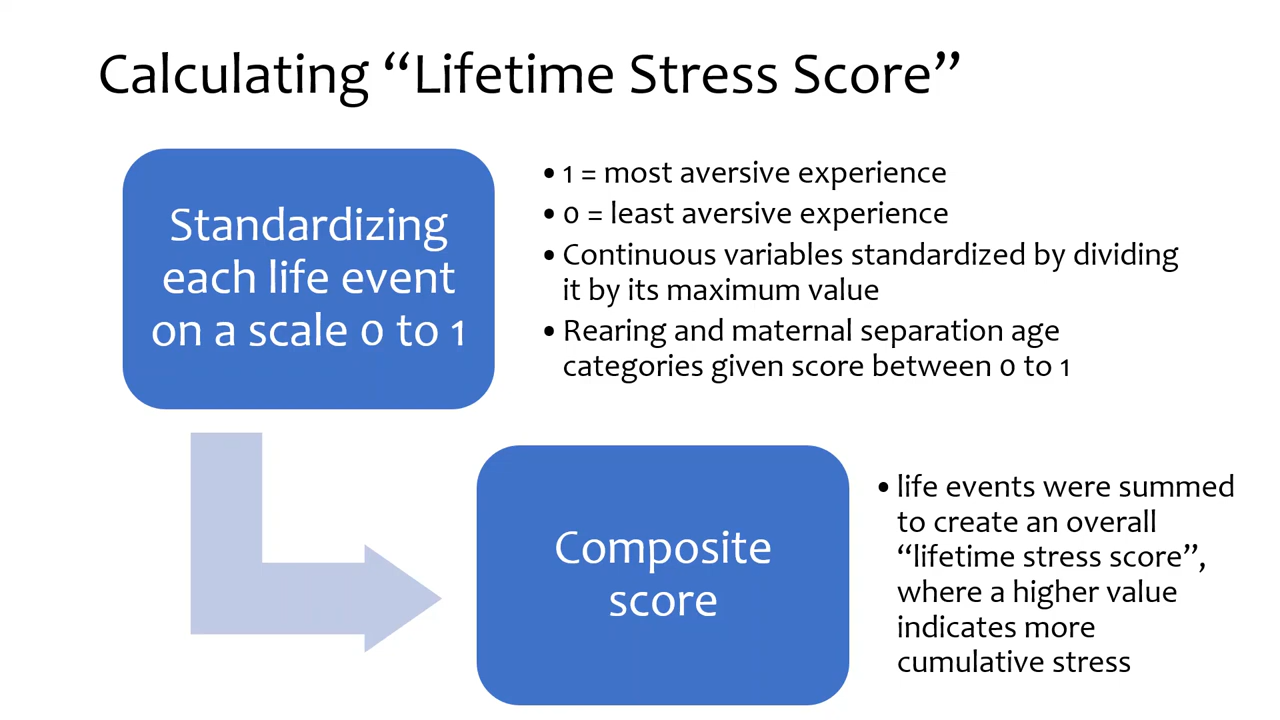 Calculating “Lifetime Stress Score”
Standardizing
each life event
on a scale 0 to 1
• 1 = most aversive experience
• 0 = least aversive experience
• Continuous variables standardized by dividing
it by its maximum value
• Rearing and maternal separation age
categories given score between 0 to 1
Composite
score
• life events were summed
to create an overall
“lifetime stress score”,
where a higher value
indicates more
cumulative stress